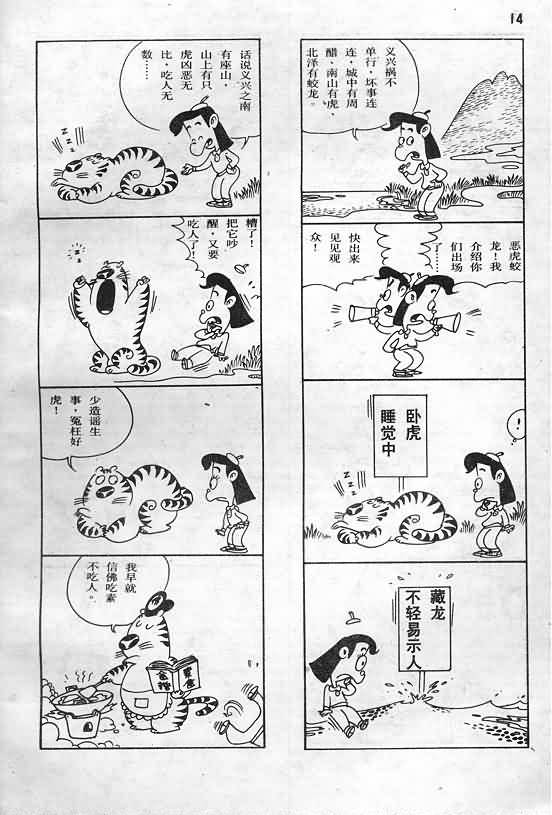 14
义兴祸不
单行，坏事连
连，城中有周
醋，南山有虎，
北泽有蛟龙。
恶虎蛟
龙！我
介绍你
们出场
了……
快出来
见见观
众！
卧虎
睡觉中
z z z
！
藏龙
不轻易示人
话说义兴之南
有座山，
山上有只
虎凶恶无
比，吃人无
数……
z z z
糟了！
把它吵
醒，又要
吃人了！
z z
少造谣生
事，冤枉好
虎！
我早就
信佛吃素
不吃人。